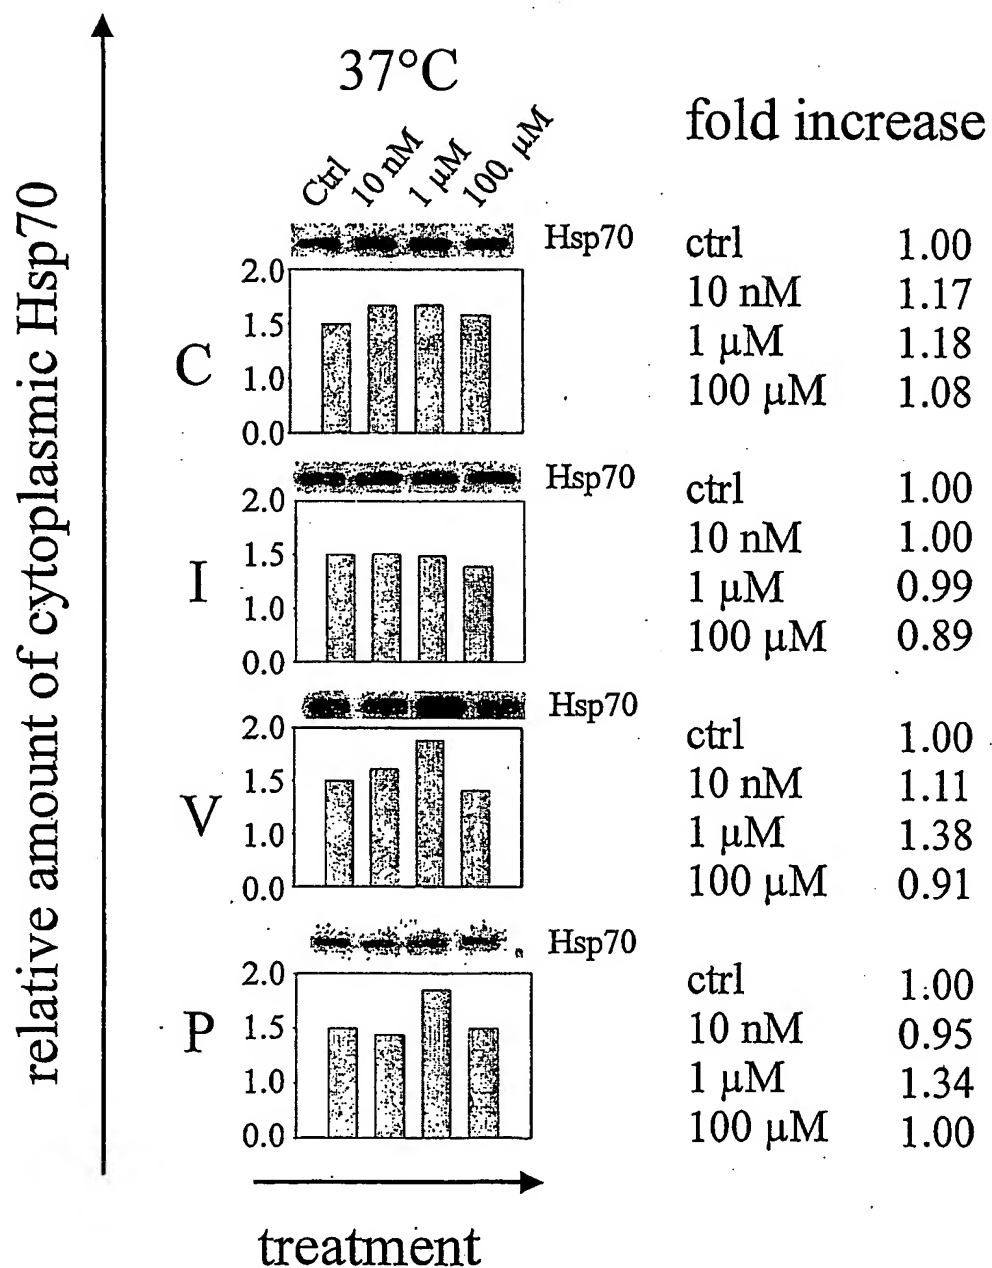 37°C
fold increase
Ctrl
10 nM
1 μM
100. μM
relative amount of cytoplasmic Hsp70
Hsp70
C
2.0
1.5
1.0
0.0
ctrl 1.00
10 nM 1.17
1 μM 1.18
100 μM 1.08
Hsp70
I
2.0
1.5
1.0
0.0
ctrl 1.00
10 nM 1.00
1 μM 0.99
100 μM 0.89
Hsp70
V
2.0
1.5
1.0
0.0
ctrl 1.00
10 nM 1.11
1 μM 1.38
100 μM 0.91
Hsp70
P
2.0
1.5
1.0
0.0
ctrl 1.00
10 nM 0.95
1 μM 1.34
100 μM 1.00
treatment